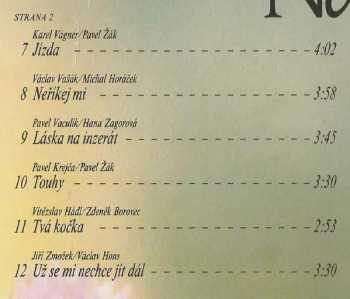 STRANA 2
Karel Vágner/Pavel Žák
7 Jízda – – – – – – – – – – – – – – – – – 4:02
Václav Vašák/Michal Horáček
8 Neříkej mi – – – – – – – – – – – – – – – 3:58
Pavel Vaculík/Hana Zagorová
9 Láska na inzerát – – – – – – – – – – – – 3:45
Pavel Krejča/Pavel Žák
10 Touhy – – – – – – – – – – – – – – – – – 3:30
Vítězslav Hádl/Zdeněk Borovec
11 Tvá kočka – – – – – – – – – – – – – – – 2:53
Jiří Zmožek/Václav Hons
12 Už se mi nechce jít dál – – – – – – – – – 3:30